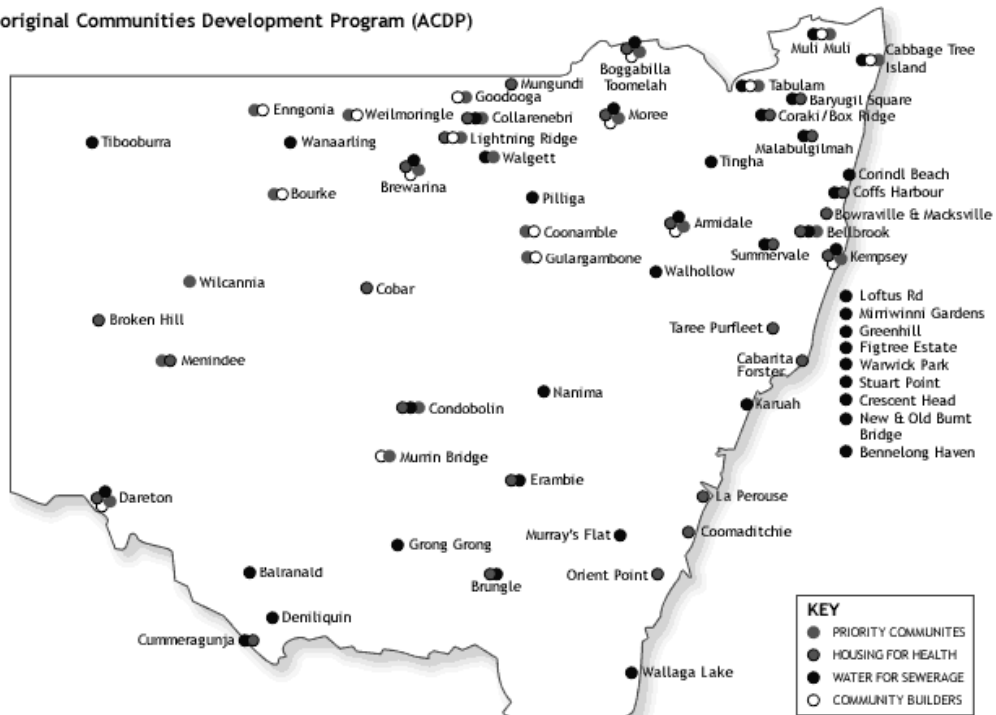 original Communities Development Program (ACDP)
Muli Muli
Cabbage Tree
Island
Boggabilla
Toomelah
Mungundi
Tabulam
Goodooga
Baryugil Square
Enngonia
Weilmoringle
Collarenebri
Moree
Coraki/Box Ridge
Lightning Ridge
Malabulgilmah
Tibooburra
Wanaarling
Walgett
Tingha
Brewarina
Corindl Beach
Bourke
Pilliga
Coffs Harbour
Bowraville & Macksville
Armidale
Coonamble
Bellbrook
Summervale
Gulargambone
Kempsey
Walhollow
Wilcannia
Cobar
Loftus Rd
Mirriwinni Gardens
Broken Hill
Taree Purfleet
Greenhill
Figtree Estate
Menindee
Cabarita
Forster
Warwick Park
Stuart Point
Nanima
Crescent Head
Condobolin
Karuah
New & Old Burnt
Bridge
Bennelong Haven
Murrin Bridge
Erambie
Dareton
La Perouse
Coomaditchie
Murray's Flat
Grong Grong
Balranald
Brungle
Orient Point
Deniliquin
Cummeragunja
Wallaga Lake
KEY
PRIORITY COMMUNITES
HOUSING FOR HEALTH
WATER FOR SEWERAGE
COMMUNITY BUILDERS